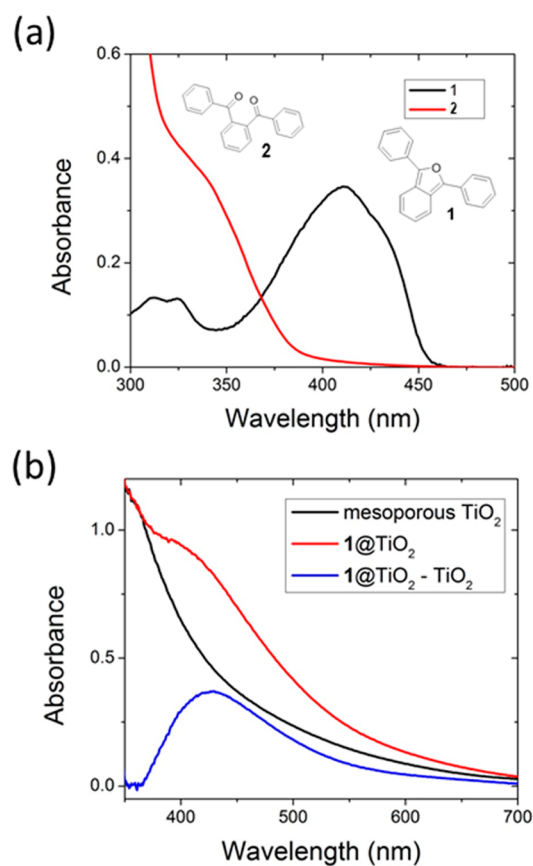 (a)
0.6
0.4
0.2
0.0
Absorbance
O
O
2
1
2
O
1
300
350
400
450
500
Wavelength (nm)
(b)
1.0
0.5
0.0
Absorbance
mesoporous TiO₂
1@TiO₂
1@TiO₂ - TiO₂
400
500
600
700
Wavelength (nm)